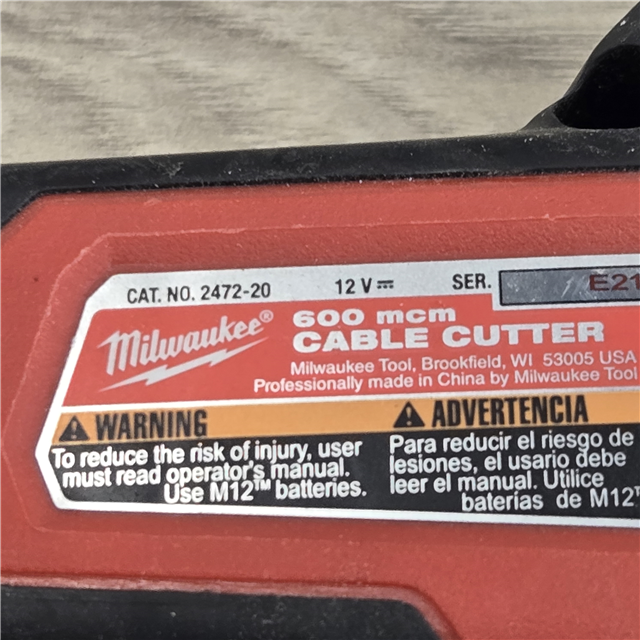 CAT. NO. 2472-20 12 V⎓ SER. E21
Milwaukee®
600 mcm
CABLE CUTTER
Milwaukee Tool, Brookfield, WI 53005 USA
Professionally made in China by Milwaukee Tool
⚠ WARNING
To reduce the risk of injury, user
must read operator's manual.
Use M12™ batteries.
⚠ ADVERTENCIA
Para reducir el riesgo de
lesiones, el usario debe
leer el manual. Utilice
baterias de M12™